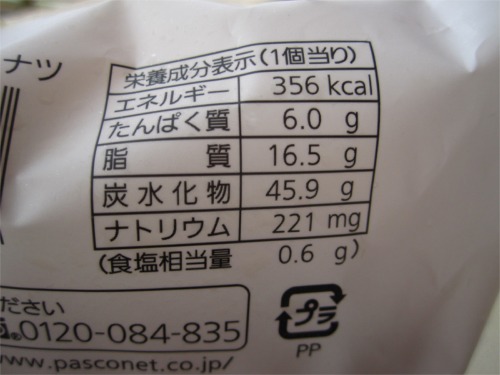 ナツ
栄養成分表示(1個当り)
エネルギー 356 kcal
たんぱく質 6.0 g
脂質 16.5 g
炭水化物 45.9 g
ナトリウム 221 mg
(食塩相当量 0.6 g)
ださい
0120-084-835
www.pasconet.co.jp/
プラ
PP